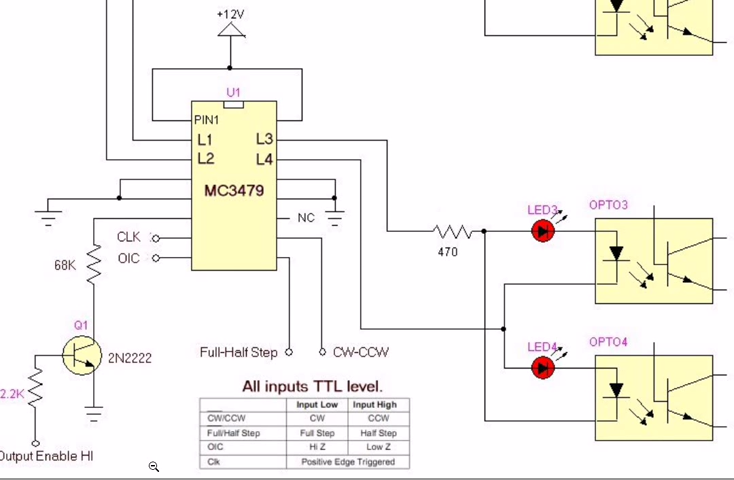 +12V
U1
PIN1
L1 L3
L2 L4
MC3479
NC
CLK
OIC
68K
470
LED3
OPTO3
Q1
2N2222
Full-Half Step
CW-CCW
LED4
OPTO4
2.2K
Output Enable HI
All inputs TTL level.
Input Low Input High
CW/CCW CW CCW
Full/Half Step Full Step Half Step
OIC Hi Z Low Z
Clk Positive Edge Triggered